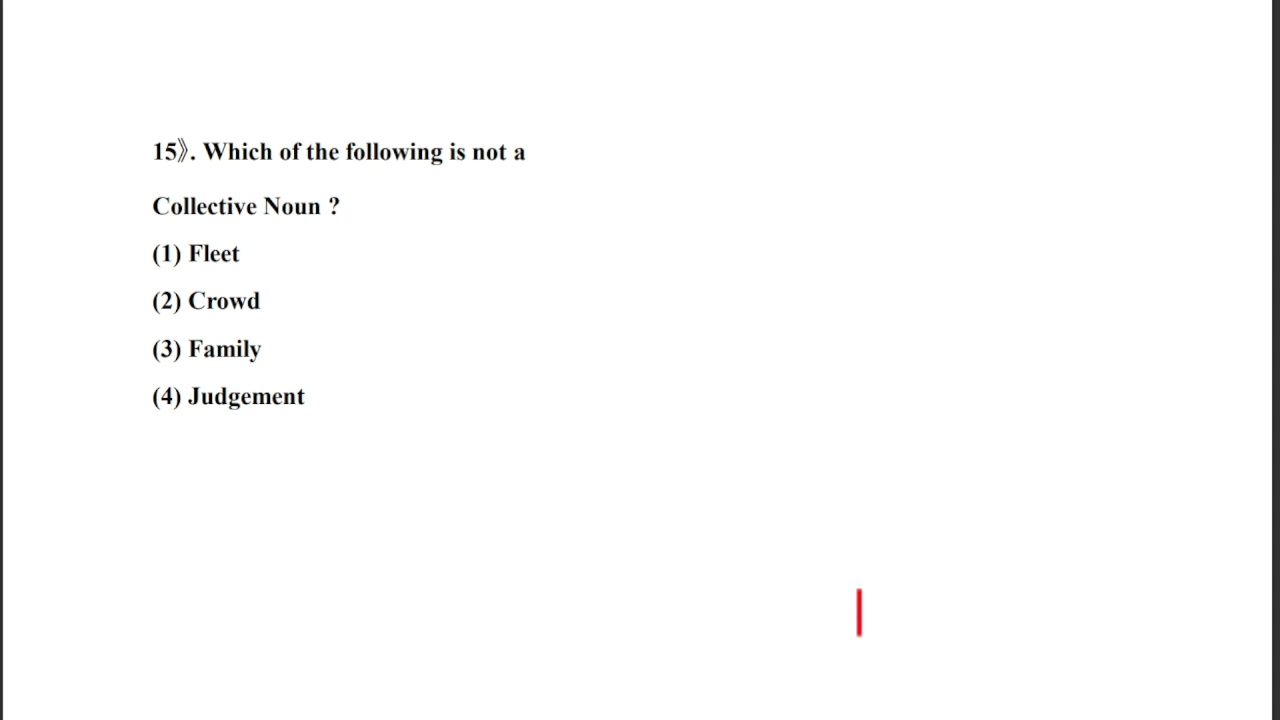 15》. Which of the following is not a
Collective Noun ?
(1) Fleet
(2) Crowd
(3) Family
(4) Judgement